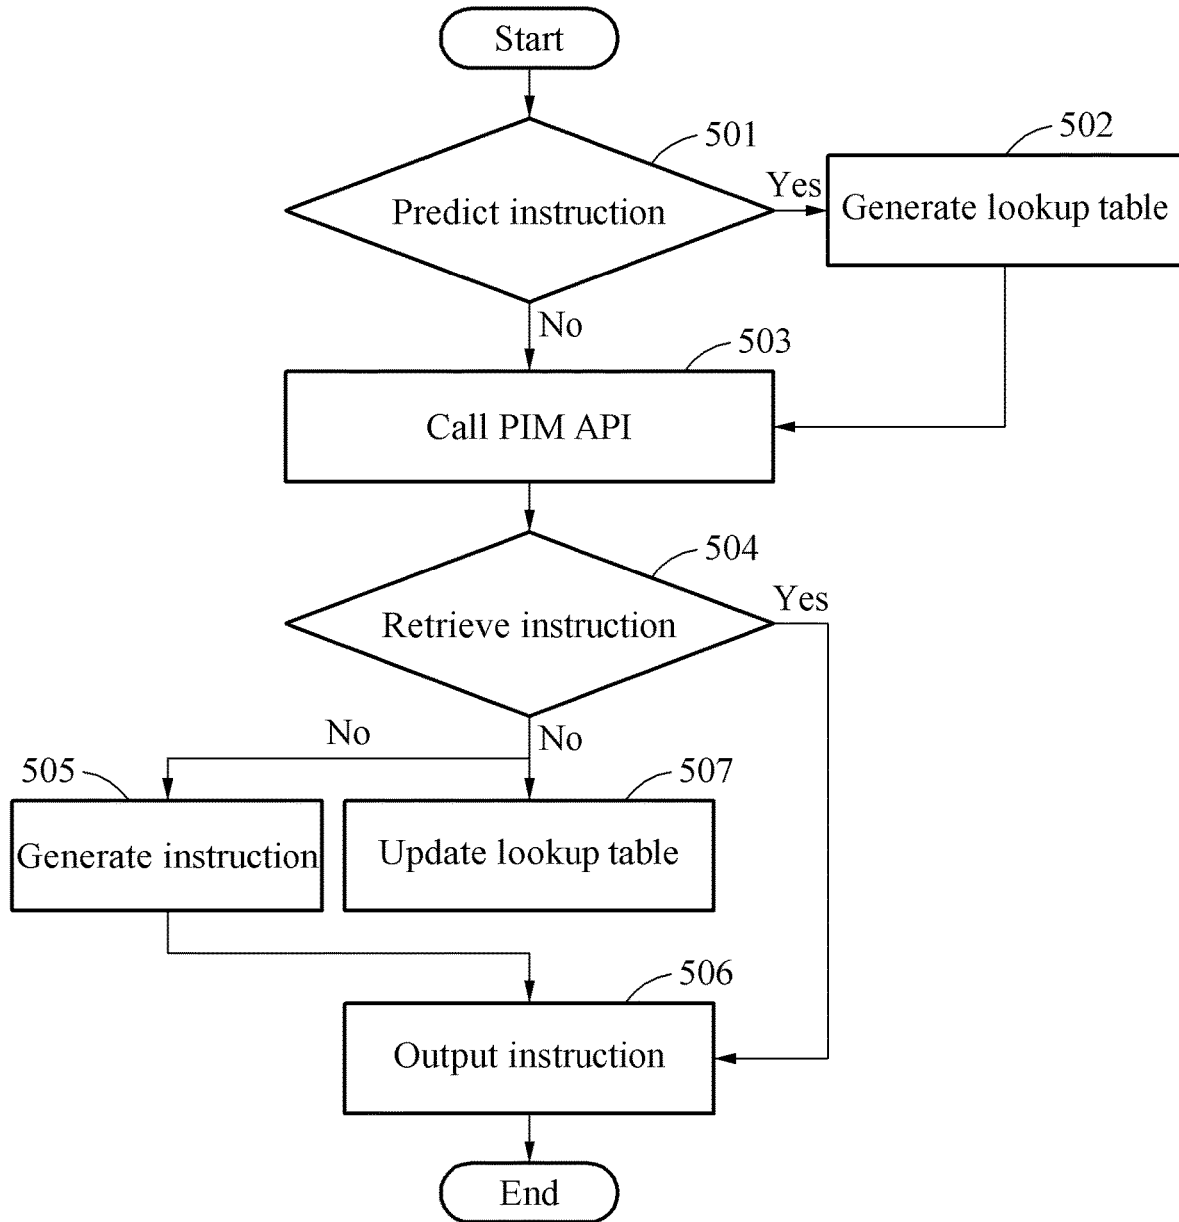 Start
501
502
Predict instruction
Yes
Generate lookup table
No
503
Call PIM API
504
Retrieve instruction
Yes
No
No
505
507
Generate instruction
Update lookup table
506
Output instruction
End